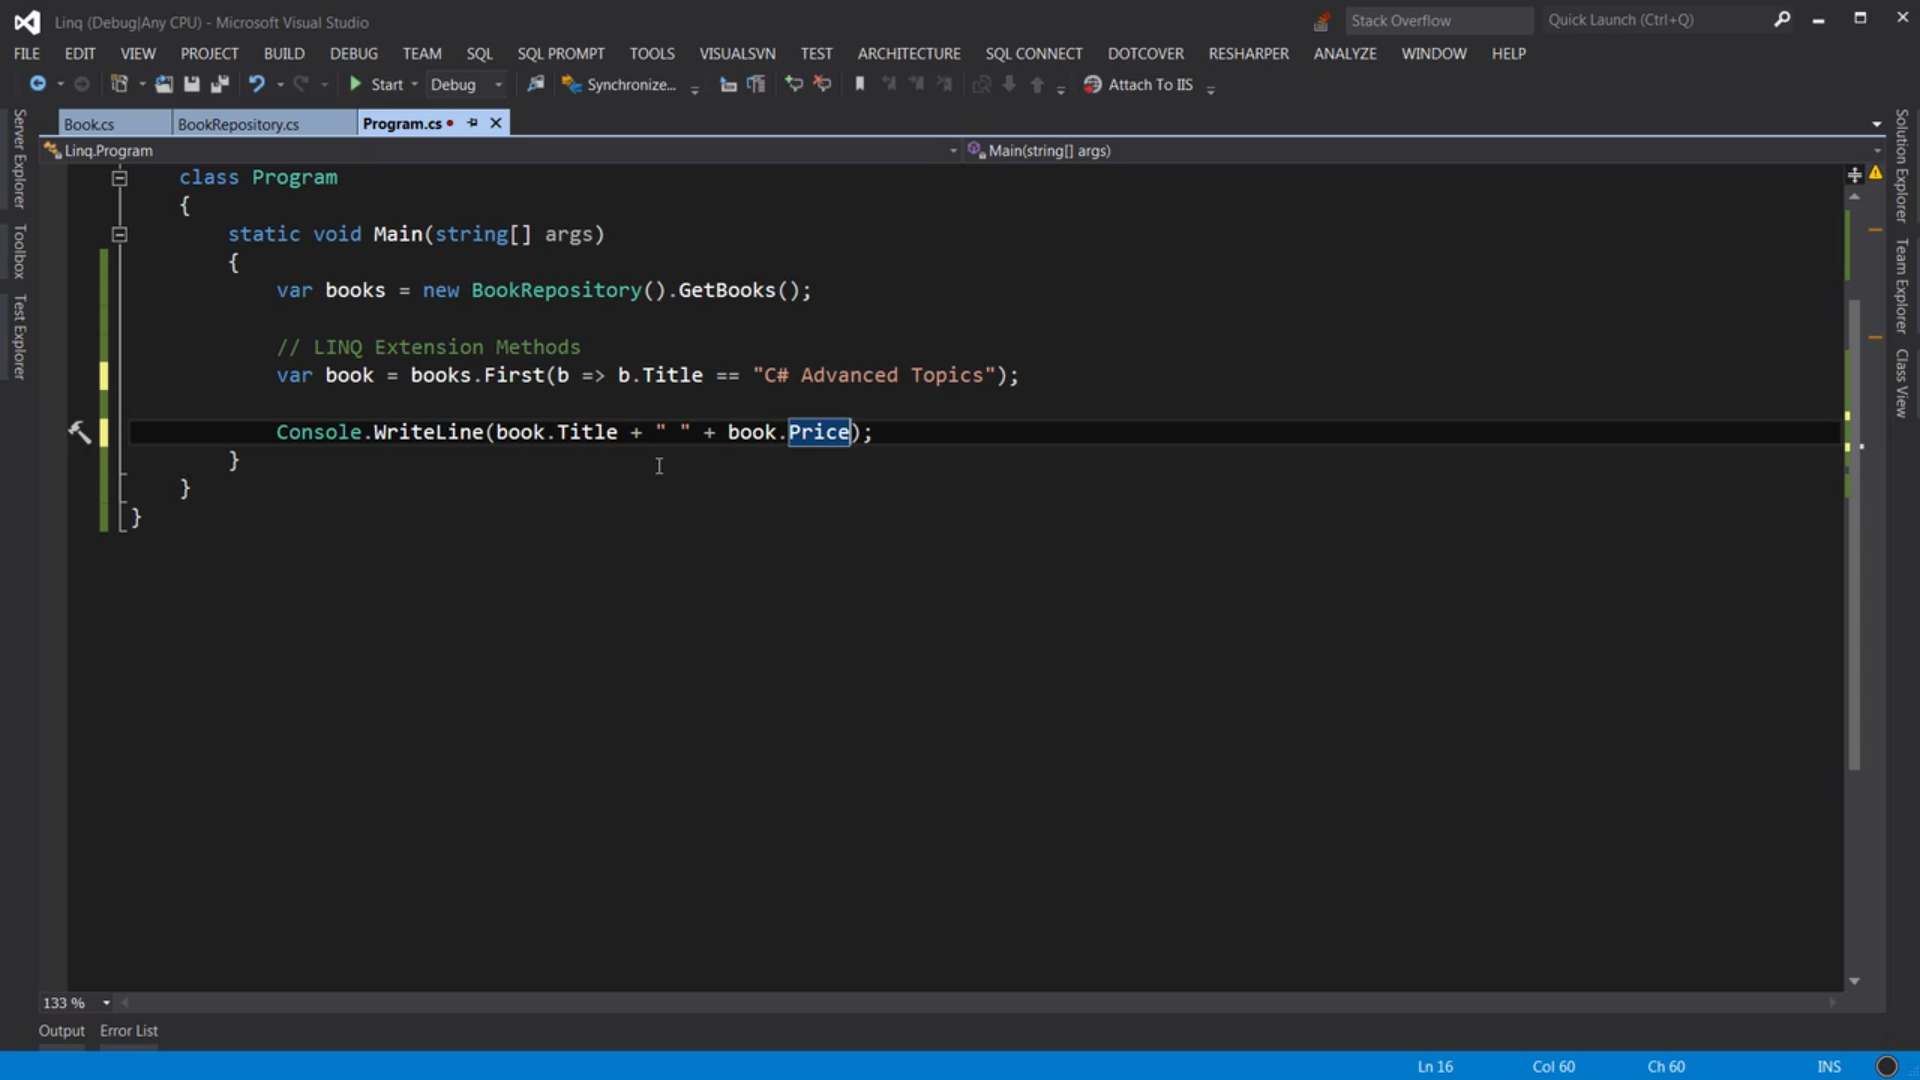 Linq (Debug|Any CPU) - Microsoft Visual Studio
Stack Overflow
Quick Launch (Ctrl+Q)
FILE EDIT VIEW PROJECT BUILD DEBUG TEAM SQL SQL PROMPT TOOLS VISUALSVN TEST ARCHITECTURE SQL CONNECT DOTCOVER RESHARPER ANALYZE WINDOW HELP
Start Debug Synchronize... Attach To IIS
Book.cs BookRepository.cs Program.cs
Linq.Program Main(string[] args)
Server Explorer
Toolbox
Test Explorer
class Program
{
static void Main(string[] args)
{
var books = new BookRepository().GetBooks();
// LINQ Extension Methods
var book = books.First(b => b.Title == "C# Advanced Topics");
Console.WriteLine(book.Title + " " + book.Price);
}
}
}
Solution Explorer
Team Explorer
Class View
133 %
Output Error List
Ln 16 Col 60 Ch 60 INS